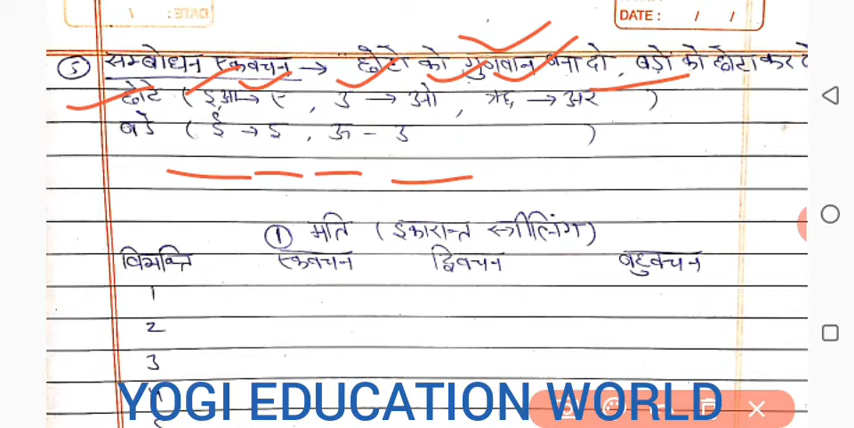 DATE: / /
⑤ सम्बोधन एकवचन → छोटों को गुणवान बना दो, बड़ों को छोटा कर दे
छोटे ( इ,आ → ए , उ → ओ , ऋ → अर )
बडे ( ई → इ , ऊ - उ )
① मति ( इकारान्त स्त्रीलिंग )
विभक्ति एकवचन द्विवचन बहुवचन
1
2
3
YOGI EDUCATION WORLD